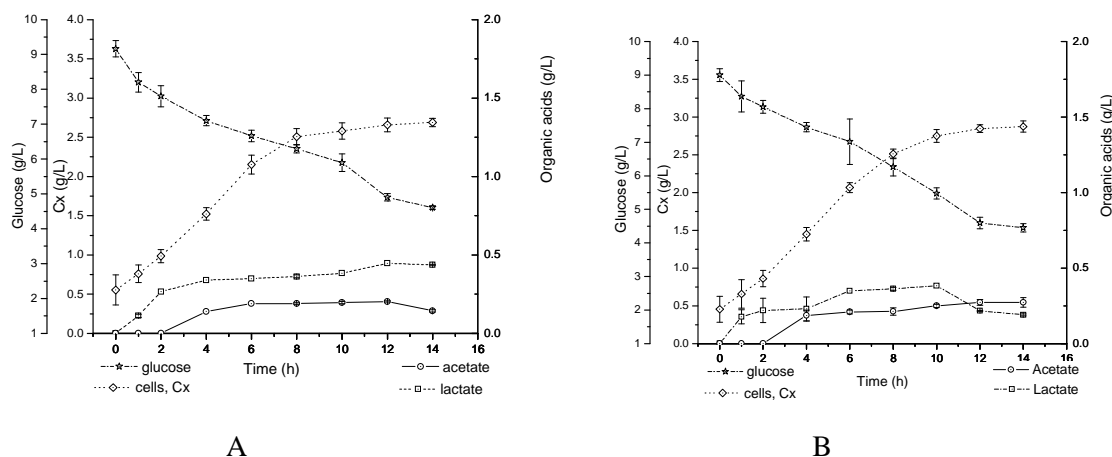 10
9
8
7
6
5
4
3
2
1
Glucose (g/L)
4.0
3.5
3.0
2.5
2.0
1.5
1.0
0.5
0.0
Cx (g/L)
2.0
1.5
1.0
0.5
0.0
Organic acids (g/L)
0 2 4 6 8 10 12 14 16
Time (h)
glucose
cells, Cx
acetate
lactate
A
10
9
8
7
6
5
4
3
2
1
Glucose (g/L)
4.0
3.5
3.0
2.5
2.0
1.5
1.0
0.5
0.0
Cx (g/L)
2.0
1.5
1.0
0.5
0.0
Organic acids (g/L)
0 2 4 6 8 10 12 14 16
Time (h)
glucose
cells, Cx
Acetate
Lactate
B